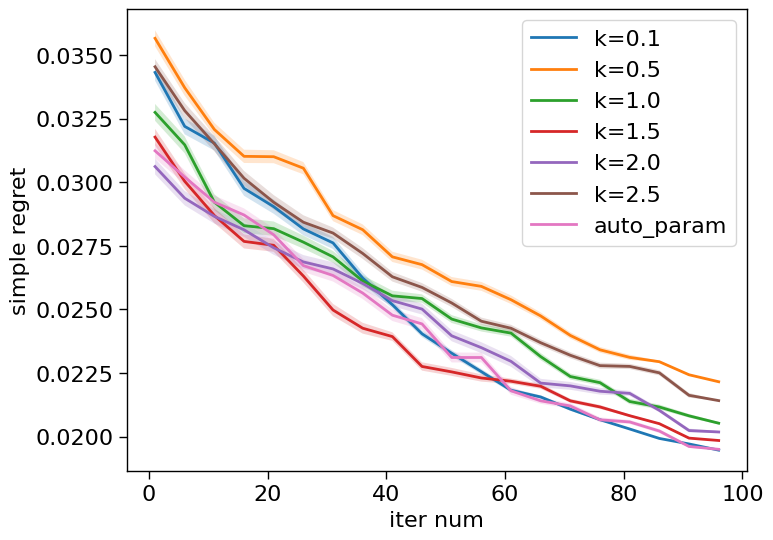 k=0.1
k=0.5
k=1.0
k=1.5
k=2.0
k=2.5
auto_param
simple regret
0.0350
0.0325
0.0300
0.0275
0.0250
0.0225
0.0200
0 20 40 60 80 100
iter num